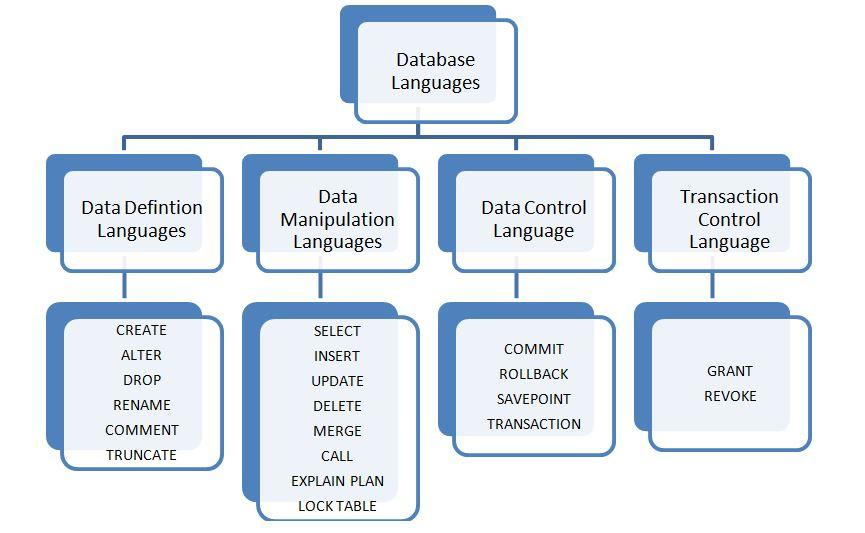 Database
Languages
Data Defintion
Languages
Data
Manipulation
Languages
Data Control
Language
Transaction
Control
Language
CREATE
ALTER
DROP
RENAME
COMMENT
TRUNCATE
SELECT
INSERT
UPDATE
DELETE
MERGE
CALL
EXPLAIN PLAN
LOCK TABLE
COMMIT
ROLLBACK
SAVEPOINT
TRANSACTION
GRANT
REVOKE